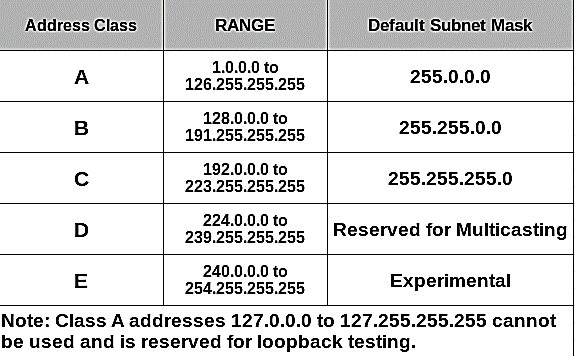 Address Class RANGE Default Subnet Mask
A 1.0.0.0 to
126.255.255.255 255.0.0.0
B 128.0.0.0 to
191.255.255.255 255.255.0.0
C 192.0.0.0 to
223.255.255.255 255.255.255.0
D 224.0.0.0 to
239.255.255.255 Reserved for Multicasting
E 240.0.0.0 to
254.255.255.255 Experimental
Note: Class A addresses 127.0.0.0 to 127.255.255.255 cannot
be used and is reserved for loopback testing.